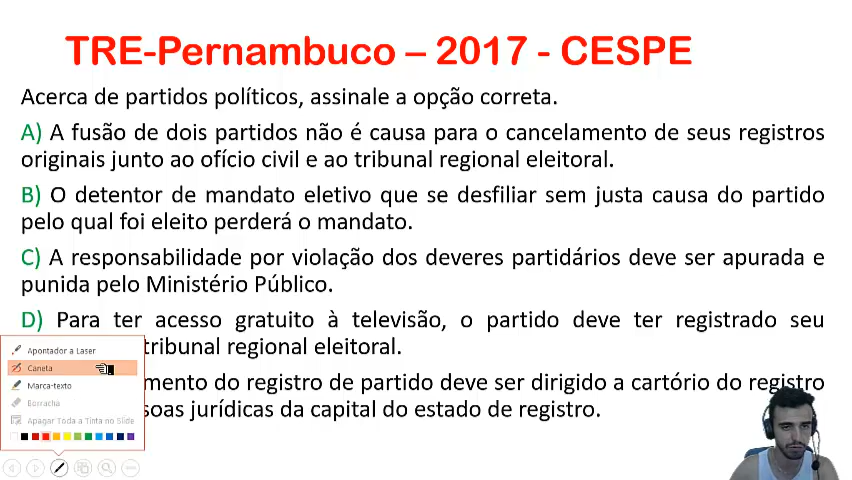 TRE-Pernambuco – 2017 - CESPE
Acerca de partidos políticos, assinale a opção correta.
A) A fusão de dois partidos não é causa para o cancelamento de seus registros
originais junto ao ofício civil e ao tribunal regional eleitoral.
B) O detentor de mandato eletivo que se desfiliar sem justa causa do partido
pelo qual foi eleito perderá o mandato.
C) A responsabilidade por violação dos deveres partidários deve ser apurada e
punida pelo Ministério Público.
D) Para ter acesso gratuito à televisão, o partido deve ter registrado seu
tribunal regional eleitoral.
mento do registro de partido deve ser dirigido a cartório do registro
soas jurídicas da capital do estado de registro.
Apontador a Laser
Caneta
Marca-texto
Borracha
Apagar Toda a Tinta no Slide